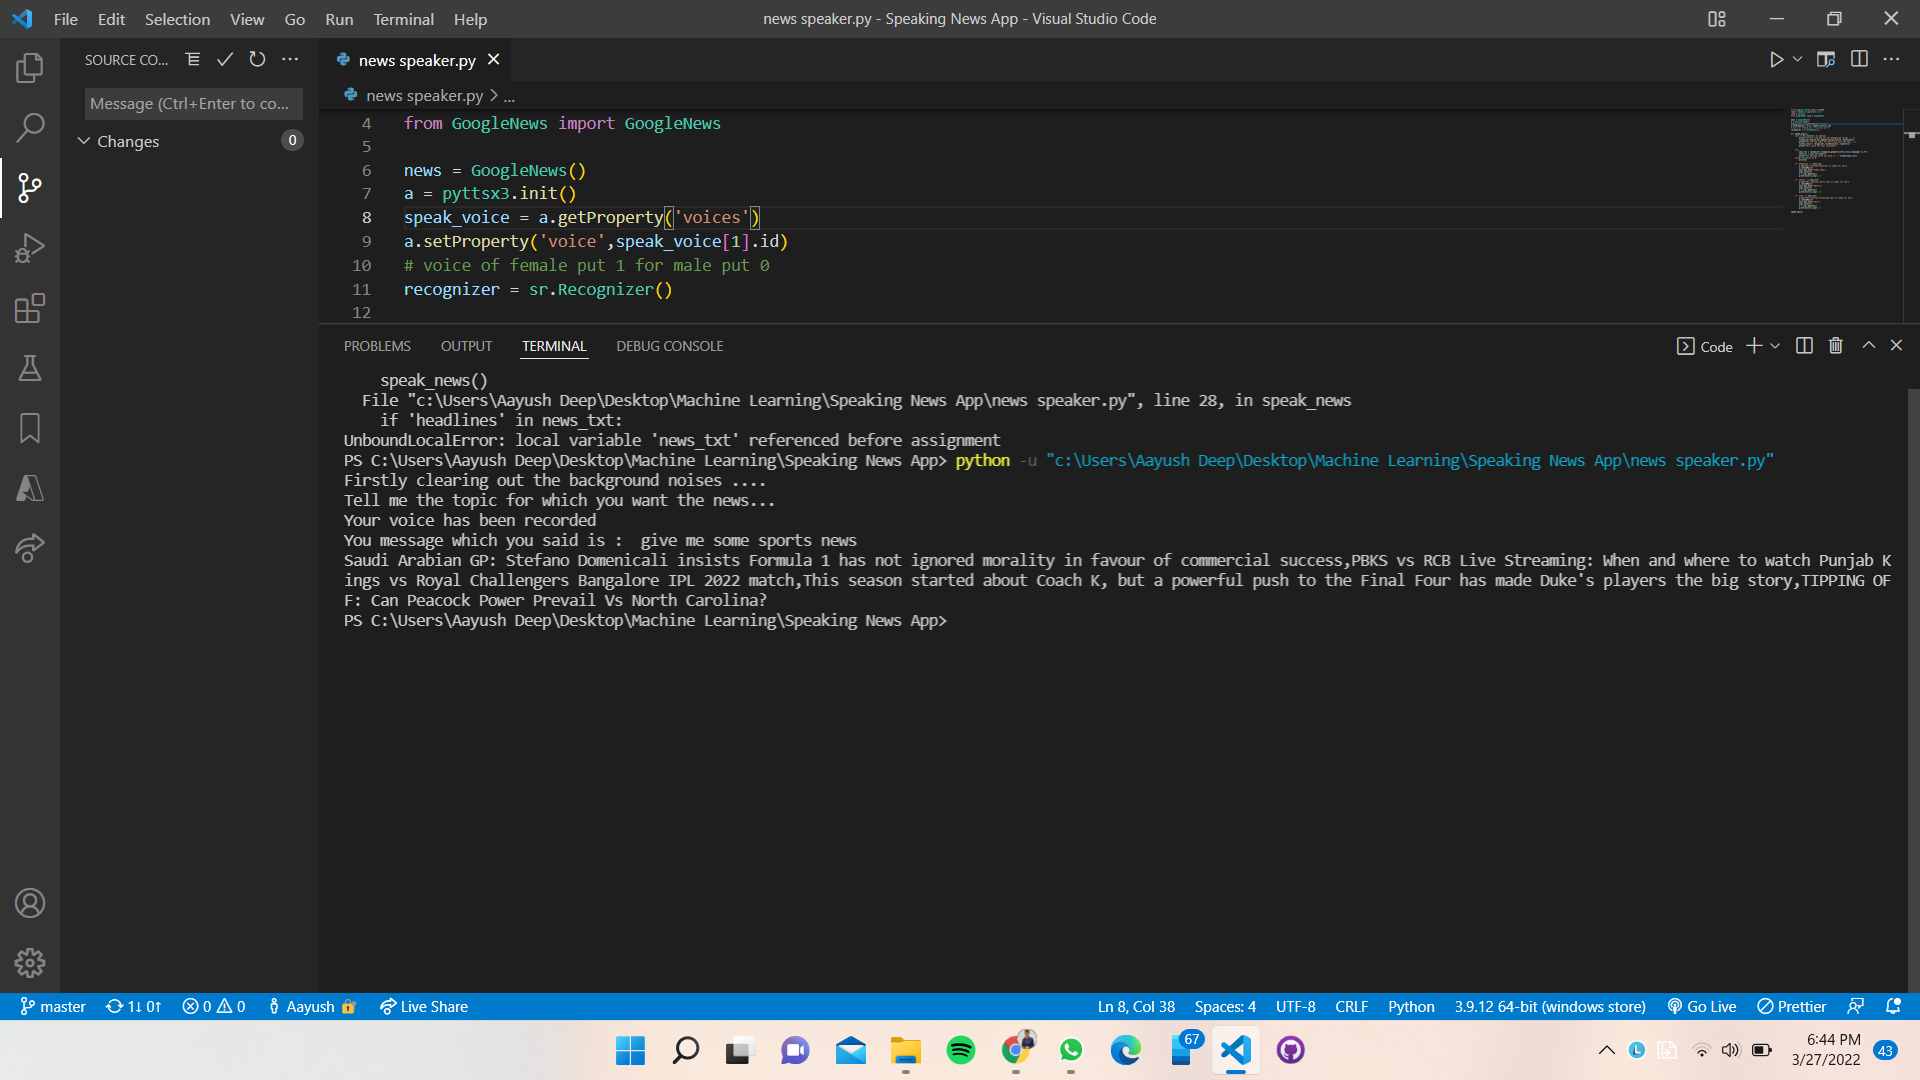 File Edit Selection View Go Run Terminal Help
news speaker.py - Speaking News App - Visual Studio Code
SOURCE CO...
Message (Ctrl+Enter to co...
Changes 0
news speaker.py
news speaker.py > ...
4 from GoogleNews import GoogleNews
5
6 news = GoogleNews()
7 a = pyttsx3.init()
8 speak_voice = a.getProperty('voices')
9 a.setProperty('voice',speak_voice[1].id)
10 # voice of female put 1 for male put 0
11 recognizer = sr.Recognizer()
12
PROBLEMS OUTPUT TERMINAL DEBUG CONSOLE
Code
speak_news()
File "c:\Users\Aayush Deep\Desktop\Machine Learning\Speaking News App\news speaker.py", line 28, in speak_news
if 'headlines' in news_txt:
UnboundLocalError: local variable 'news_txt' referenced before assignment
PS C:\Users\Aayush Deep\Desktop\Machine Learning\Speaking News App> python -u "c:\Users\Aayush Deep\Desktop\Machine Learning\Speaking News App\news speaker.py"
Firstly clearing out the background noises ....
Tell me the topic for which you want the news...
Your voice has been recorded
You message which you said is :  give me some sports news
Saudi Arabian GP: Stefano Domenicali insists Formula 1 has not ignored morality in favour of commercial success,PBKS vs RCB Live Streaming: When and where to watch Punjab K
ings vs Royal Challengers Bangalore IPL 2022 match,This season started about Coach K, but a powerful push to the Final Four has made Duke's players the big story,TIPPING OF
F: Can Peacock Power Prevail Vs North Carolina?
PS C:\Users\Aayush Deep\Desktop\Machine Learning\Speaking News App>
master 1↓ 0↑ 0 0 Aayush Live Share
Ln 8, Col 38 Spaces: 4 UTF-8 CRLF Python 3.9.12 64-bit (windows store) Go Live Prettier
67
6:44 PM
3/27/2022
43